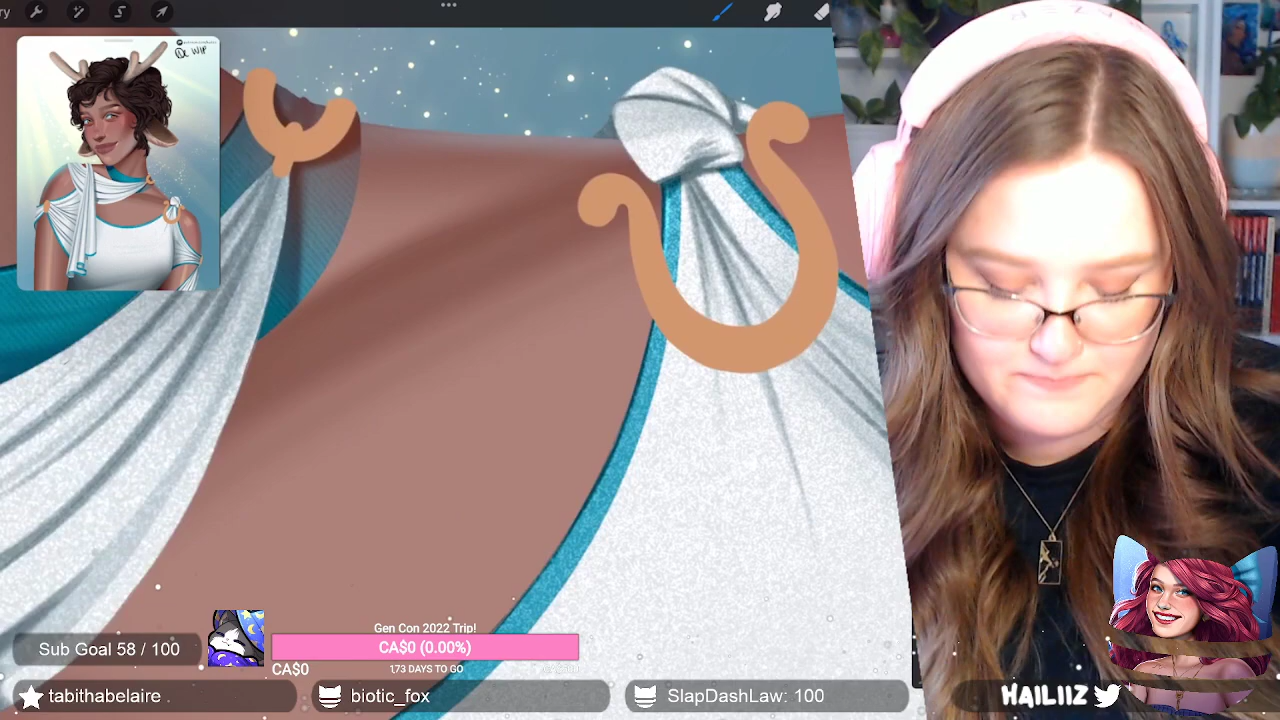 ry
WIP
Gen Con 2022 Trip!
CA$0 (0.00%)
Sub Goal 58 / 100
CA$0
173 DAYS TO GO
tabithabelaire
biotic_fox
SlapDashLaw: 100
HAILIIZ